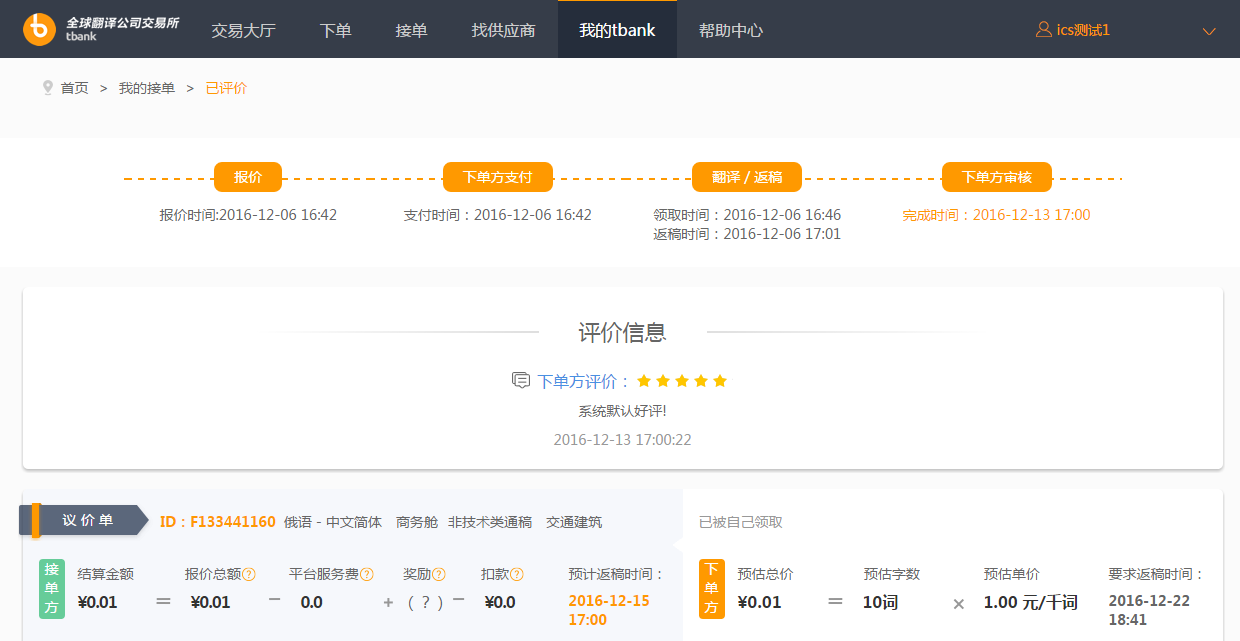 全球翻译公司交易所
tbank
交易大厅 下单 接单 找供应商 我的tbank 帮助中心 ics测试1
首页 > 我的接单 > 已评价
报价 下单方支付 翻译 / 返稿 下单方审核
报价时间:2016-12-06 16:42 支付时间：2016-12-06 16:42 领取时间：2016-12-06 16:46 完成时间：2016-12-13 17:00
返稿时间：2016-12-06 17:01
评价信息
下单方评价：
系统默认好评!
2016-12-13 17:00:22
议价单 ID：F133441160 俄语 - 中文简体 商务舱 非技术类通稿 交通建筑 已被自己领取
接单方 结算金额 报价总额? 平台服务费? 奖励? 扣款? 预计返稿时间： 下单方 预估总价 预估字数 预估单价 要求返稿时间：
¥0.01 = ¥0.01 － 0.0 + （ ？ ） － ¥0.0 2016-12-15 ¥0.01 = 10词 × 1.00 元/千词 2016-12-22
17:00 18:41